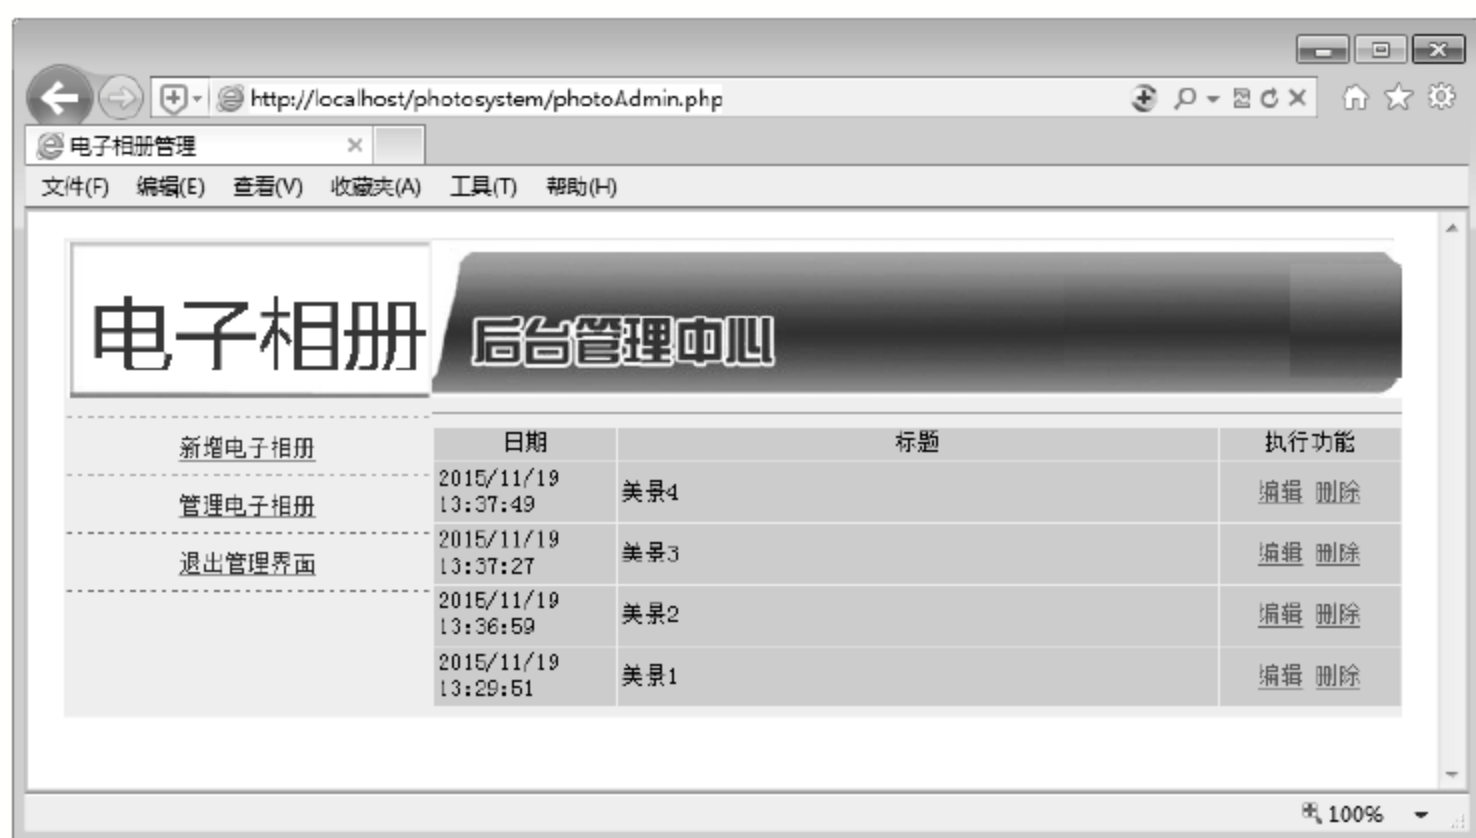 http://localhost/photosystem/photoAdmin.php
电子相册管理
文件(F) 编辑(E) 查看(V) 收藏夹(A) 工具(T) 帮助(H)
电子相册
后台管理中心
新增电子相册
管理电子相册
退出管理界面
日期 标题 执行功能
2015/11/19
13:37:49
美景4
编辑 删除
2015/11/19
13:37:27
美景3
编辑 删除
2015/11/19
13:36:59
美景2
编辑 删除
2015/11/19
13:29:51
美景1
编辑 删除
100%